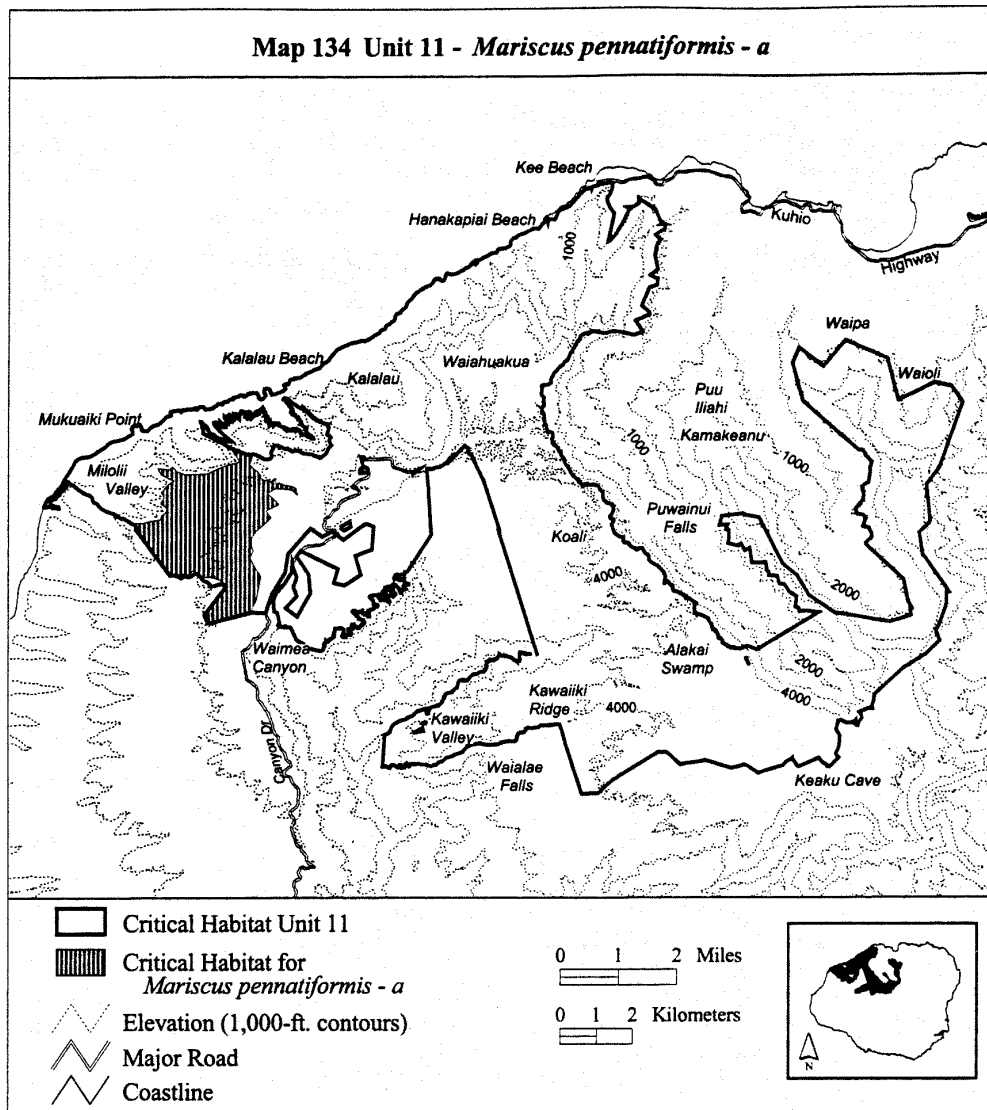 Map 134 Unit 11 - Mariscus pennatiformis - a
Kee Beach
Hanakapiai Beach
Kuhio
Highway
1000
Waipa
Kalalau Beach
Kalalau
Waiahuakua
Waioli
Mukuaiki Point
Puu
Iliahi
Kamakeanu
1000
1000
Milolii
Valley
Puwainui
Falls
Koali
4000
2000
Waimea
Canyon
Alakai
Swamp
2000
4000
Kawaiiki
Ridge
4000
Kawaiiki
Valley
Canyon Dr.
Waialae
Falls
Keaku Cave
Critical Habitat Unit 11
Critical Habitat for
Mariscus pennatiformis - a
Elevation (1,000-ft. contours)
Major Road
Coastline
0 1 2 Miles
0 1 2 Kilometers
N